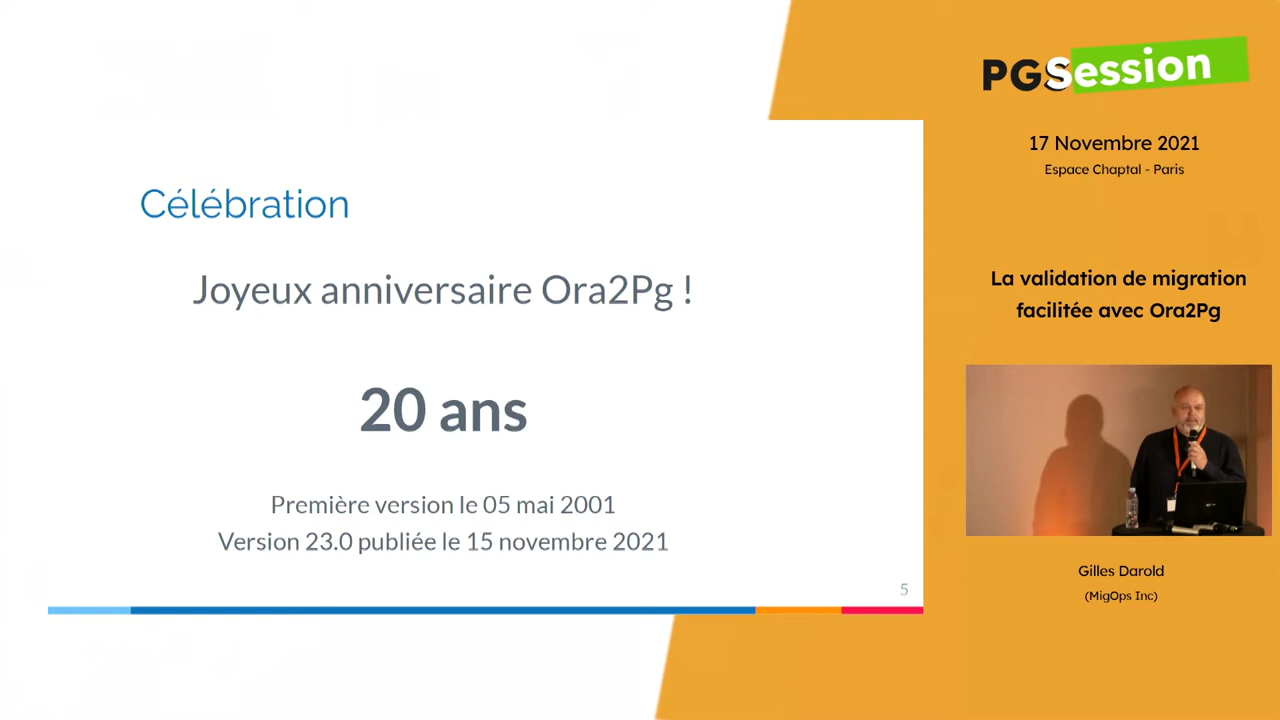 Célébration
Joyeux anniversaire Ora2Pg !
20 ans
Première version le 05 mai 2001
Version 23.0 publiée le 15 novembre 2021
5
PGSession
17 Novembre 2021
Espace Chaptal - Paris
La validation de migration
facilitée avec Ora2Pg
Gilles Darold
(MigOps Inc)